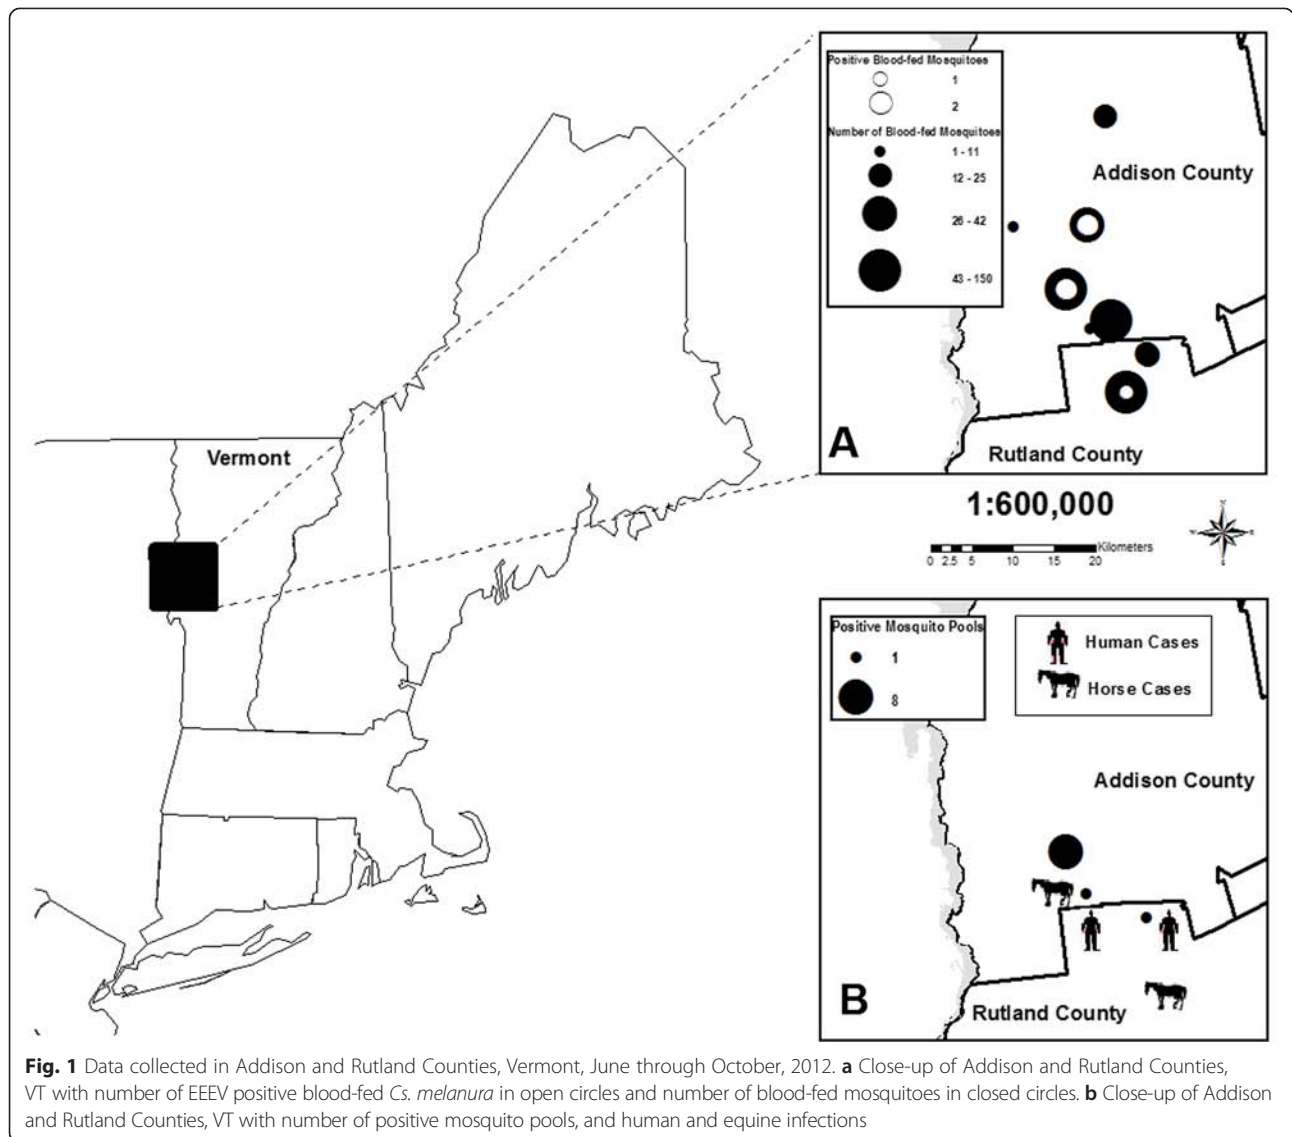 Vermont
Positive Blood-fed Mosquitoes
1
2
Number of Blood-fed Mosquitoes
1 - 11
12 - 25
26 - 42
43 - 150
Addison County
A
Rutland County
1:600,000
Kilometers
0 2.5 5 10 15 20
Positive Mosquito Pools
1
8
Human Cases
Horse Cases
Addison County
B
Rutland County
Fig. 1 Data collected in Addison and Rutland Counties, Vermont, June through October, 2012. a Close-up of Addison and Rutland Counties,
VT with number of EEEV positive blood-fed Cs. melanura in open circles and number of blood-fed mosquitoes in closed circles. b Close-up of Addison
and Rutland Counties, VT with number of positive mosquito pools, and human and equine infections